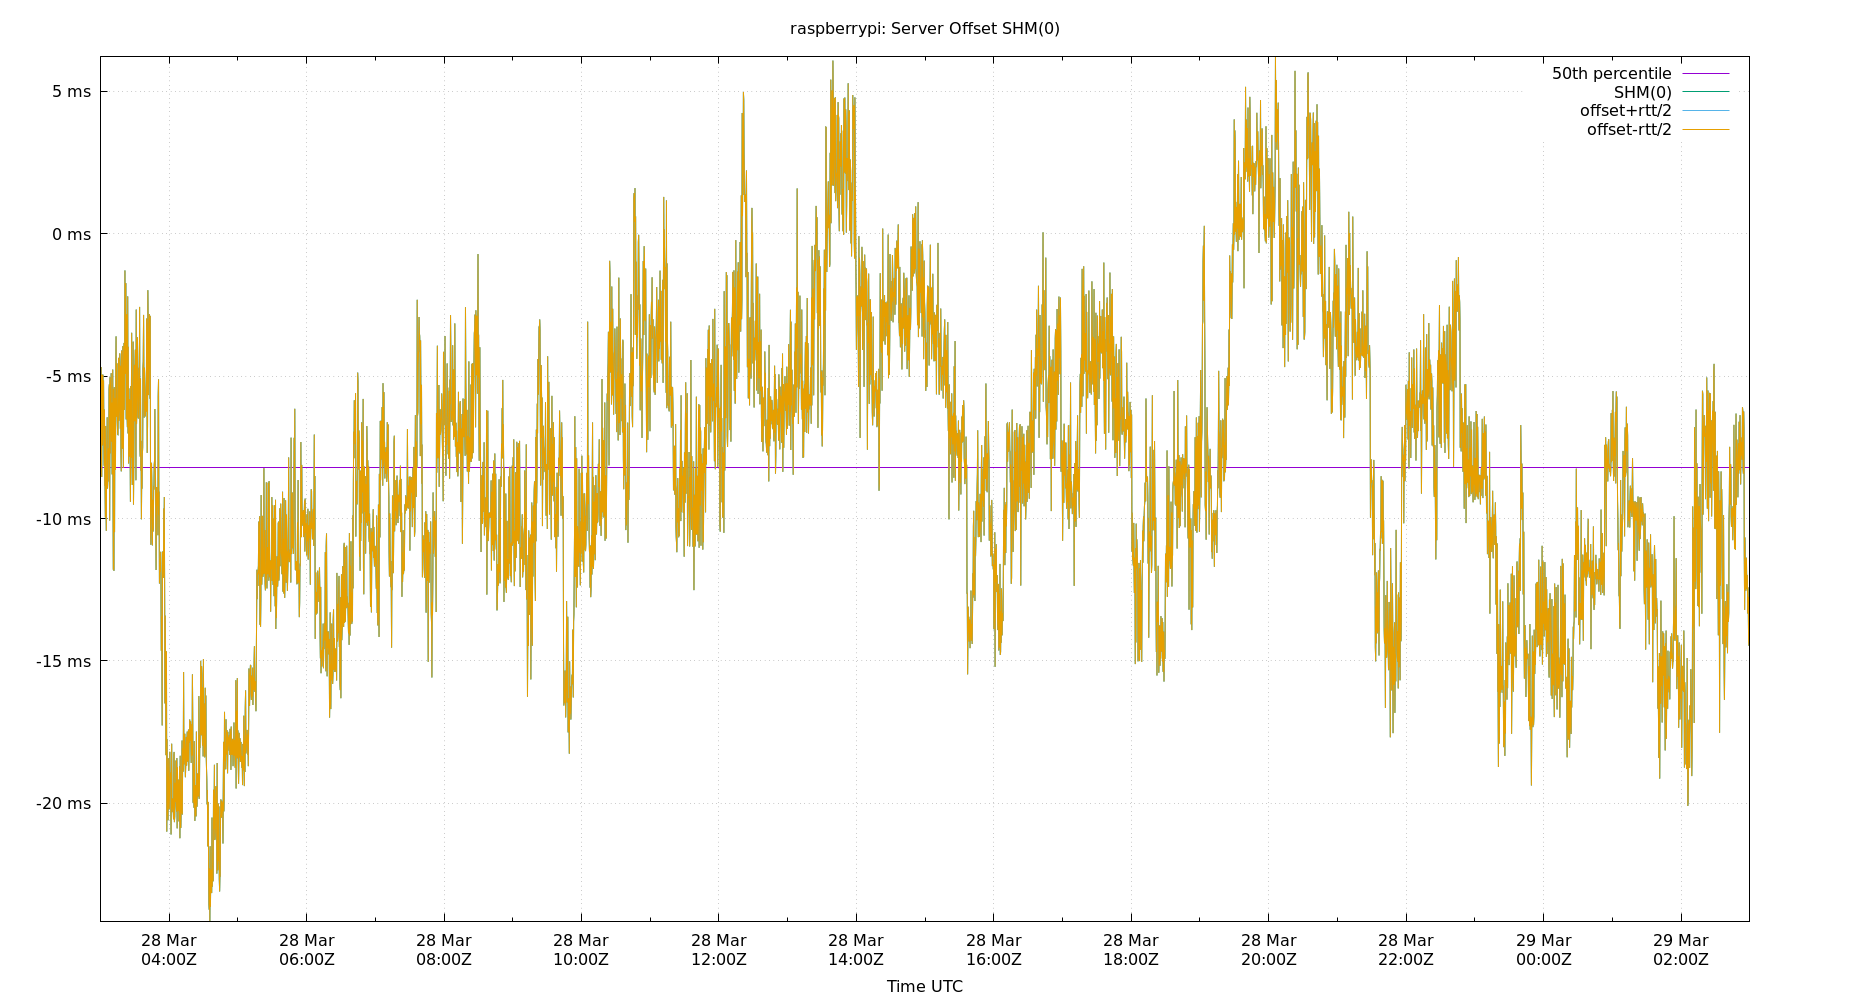 raspberrypi: Server Offset SHM(0)
50th percentile
SHM(0)
offset+rtt/2
offset-rtt/2
5 ms
0 ms
-5 ms
-10 ms
-15 ms
-20 ms
28 Mar 28 Mar 28 Mar 28 Mar 28 Mar 28 Mar 28 Mar 28 Mar 28 Mar 28 Mar 29 Mar 29 Mar
04:00Z 06:00Z 08:00Z 10:00Z 12:00Z 14:00Z 16:00Z 18:00Z 20:00Z 22:00Z 00:00Z 02:00Z
Time UTC